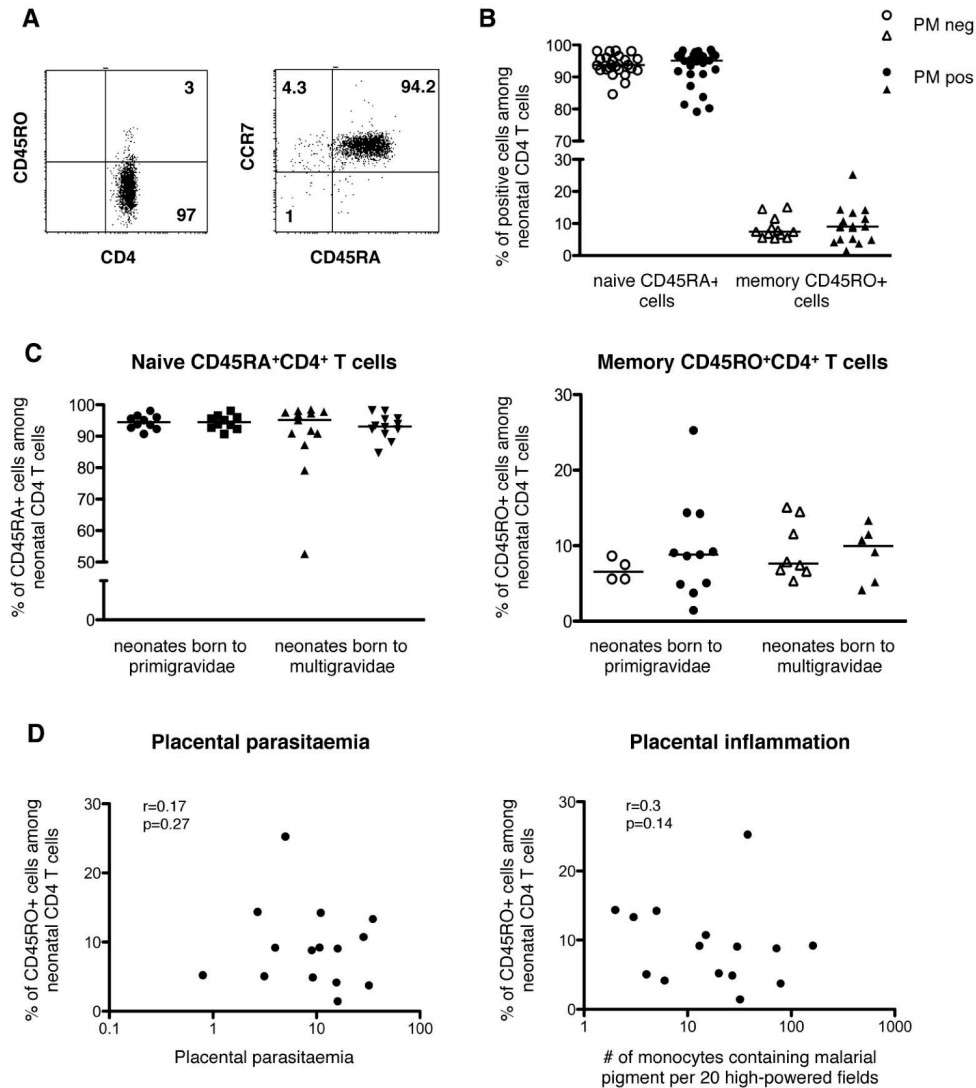 A
3
CD45RO
97
CD4
4.3
94.2
CCR7
1
CD45RA
B
PM neg
PM pos
% of positive cells among
neonatal CD4 T cells
100
90
80
70
30
20
10
0
naive CD45RA+
cells
memory CD45RO+
cells
C
Naive CD45RA⁺CD4⁺ T cells
% of CD45RA+ cells among
neonatal CD4 T cells
100
90
80
70
60
50
0
neonates born to
primigravidae
neonates born to
multigravidae
Memory CD45RO⁺CD4⁺ T cells
% of CD45RO+ cells among
neonatal CD4 T cells
30
20
10
0
neonates born to
primigravidae
neonates born to
multigravidae
D
Placental parasitaemia
r=0.17
p=0.27
% of CD45RO+ cells among
neonatal CD4 T cells
30
20
10
0
0.1
1
10
100
Placental parasitaemia
Placental inflammation
r=0.3
p=0.14
% of CD45RO+ cells among
neonatal CD4 T cells
30
20
10
0
1
10
100
1000
# of monocytes containing malarial
pigment per 20 high-powered fields